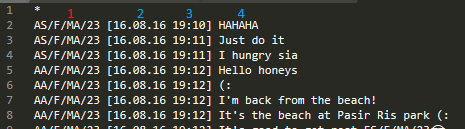 1 *
1 2 3 4
2 AS/F/MA/23 [16.08.16 19:10] HAHAHA
3 AS/F/MA/23 [16.08.16 19:11] Just do it
4 AS/F/MA/23 [16.08.16 19:11] I hungry sia
5 AA/F/MA/23 [16.08.16 19:12] Hello honeys
6 AA/F/MA/23 [16.08.16 19:12] (:
7 AA/F/MA/23 [16.08.16 19:12] I'm back from the beach!
8 AA/F/MA/23 [16.08.16 19:12] It's the beach at Pasir Ris park (: